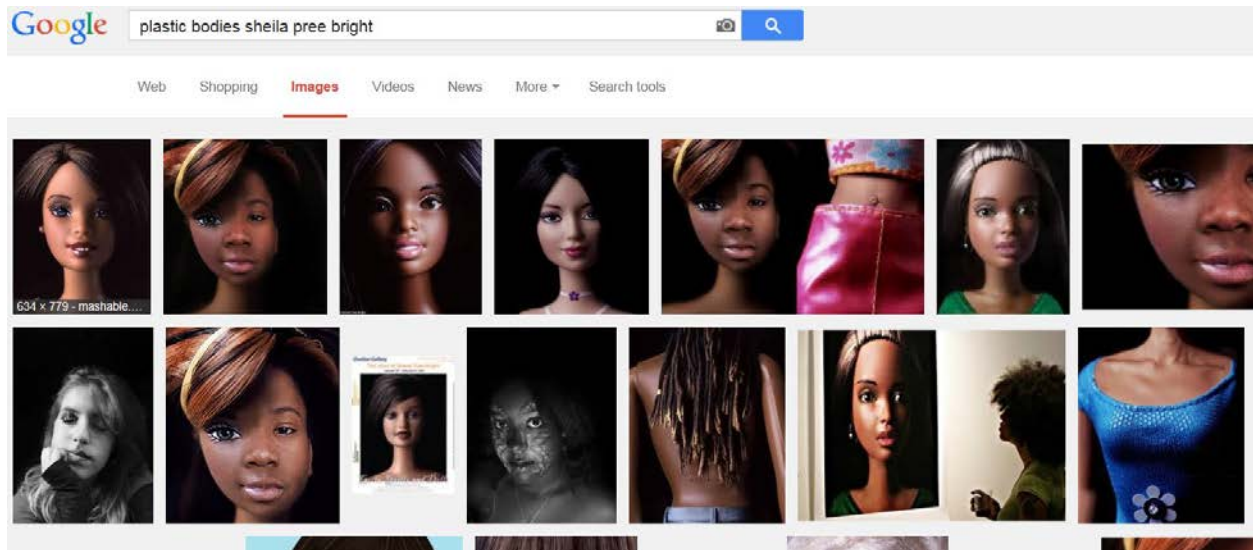 Google plastic bodies sheila pree bright
Web Shopping Images Videos News More Search tools
634 × 779 - mashable....